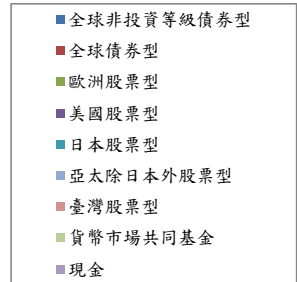 全球非投資等級債券型
全球債券型
歐洲股票型
美國股票型
日本股票型
亞太除日本外股票型
臺灣股票型
貨幣市場共同基金
現金